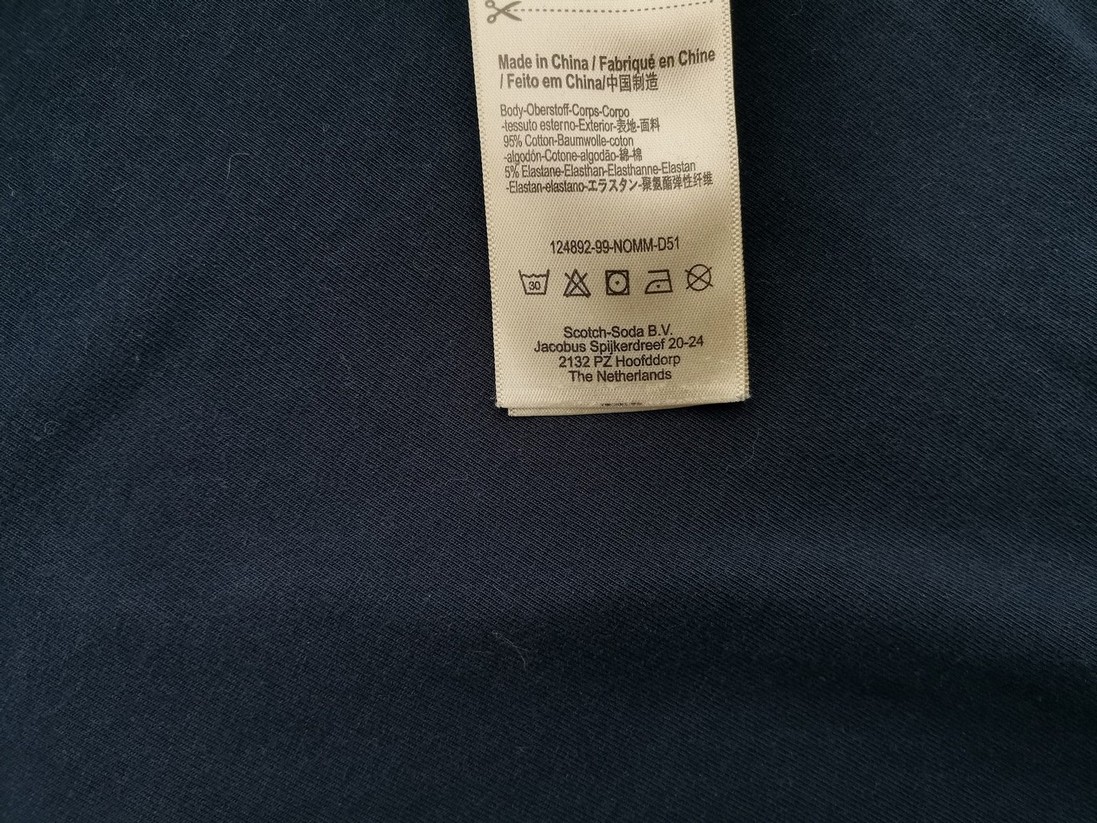 Made in China / Fabriqué en Chine
/ Feito em China/中国制造
Body-Oberstoff-Corps-Corpo
-tessuto esterno-Exterior-表地-面料
95% Cotton-Baumwolle-coton
-algodón-Cotone-algodão-綿-棉
5% Elastane-Elasthan-Elasthanne-Elastan
-Elastan-elastano-エラスタン-聚氨酯弹性纤维
124892-99-NOMM-D51
30
Scotch-Soda B.V.
Jacobus Spijkerdreef 20-24
2132 PZ Hoofddorp
The Netherlands